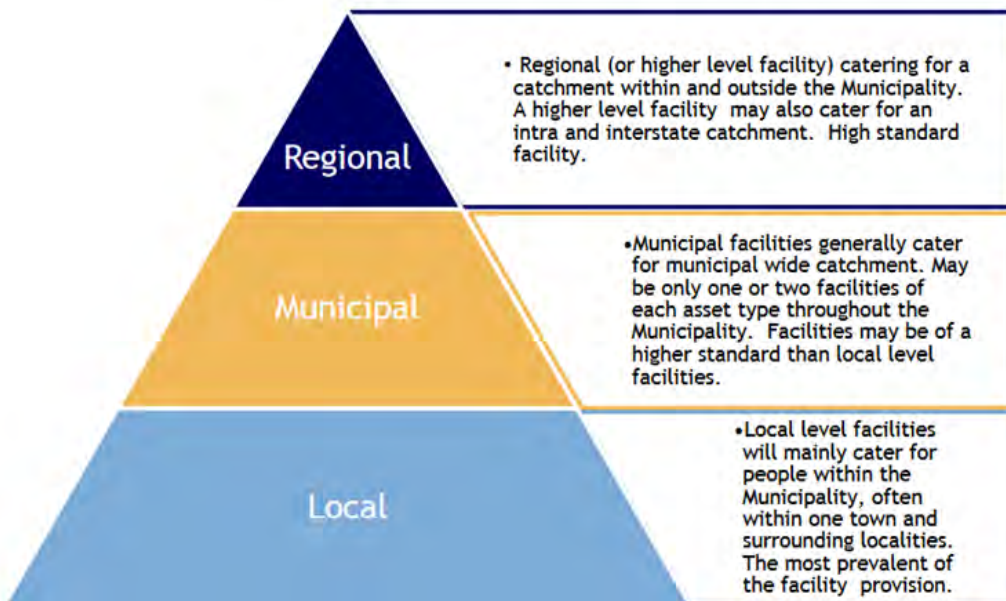 Regional
• Regional (or higher level facility) catering for a
catchment within and outside the Municipality.
A higher level facility may also cater for an
intra and interstate catchment. High standard
facility.
Municipal
•Municipal facilities generally cater
for municipal wide catchment. May
be only one or two facilities of
each asset type throughout the
Municipality. Facilities may be of a
higher standard than local level
facilities.
Local
•Local level facilities
will mainly cater for
people within the
Municipality, often
within one town and
surrounding localities.
The most prevalent of
the facility provision.